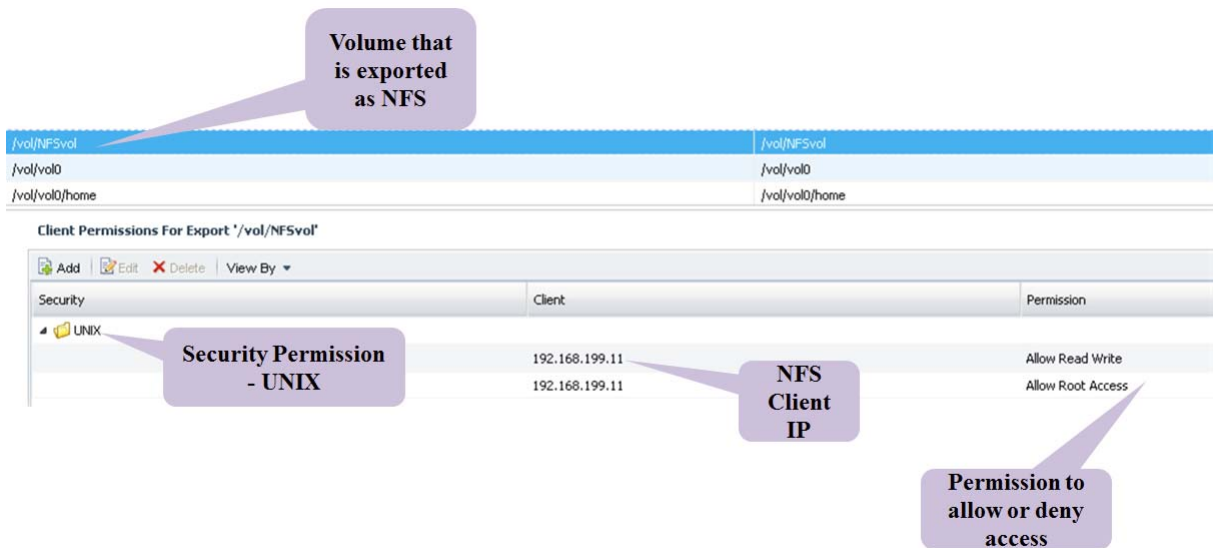 Volume that
is exported
as NFS
/vol/NFSvol /vol/NFSvol
/vol/vol0 /vol/vol0
/vol/vol0/home /vol/vol0/home
Client Permissions For Export '/vol/NFSvol'
Add Edit Delete View By
Security Client Permission
UNIX
Security Permission
- UNIX
192.168.199.11 Allow Read Write
192.168.199.11 Allow Root Access
NFS
Client
IP
Permission to
allow or deny
access